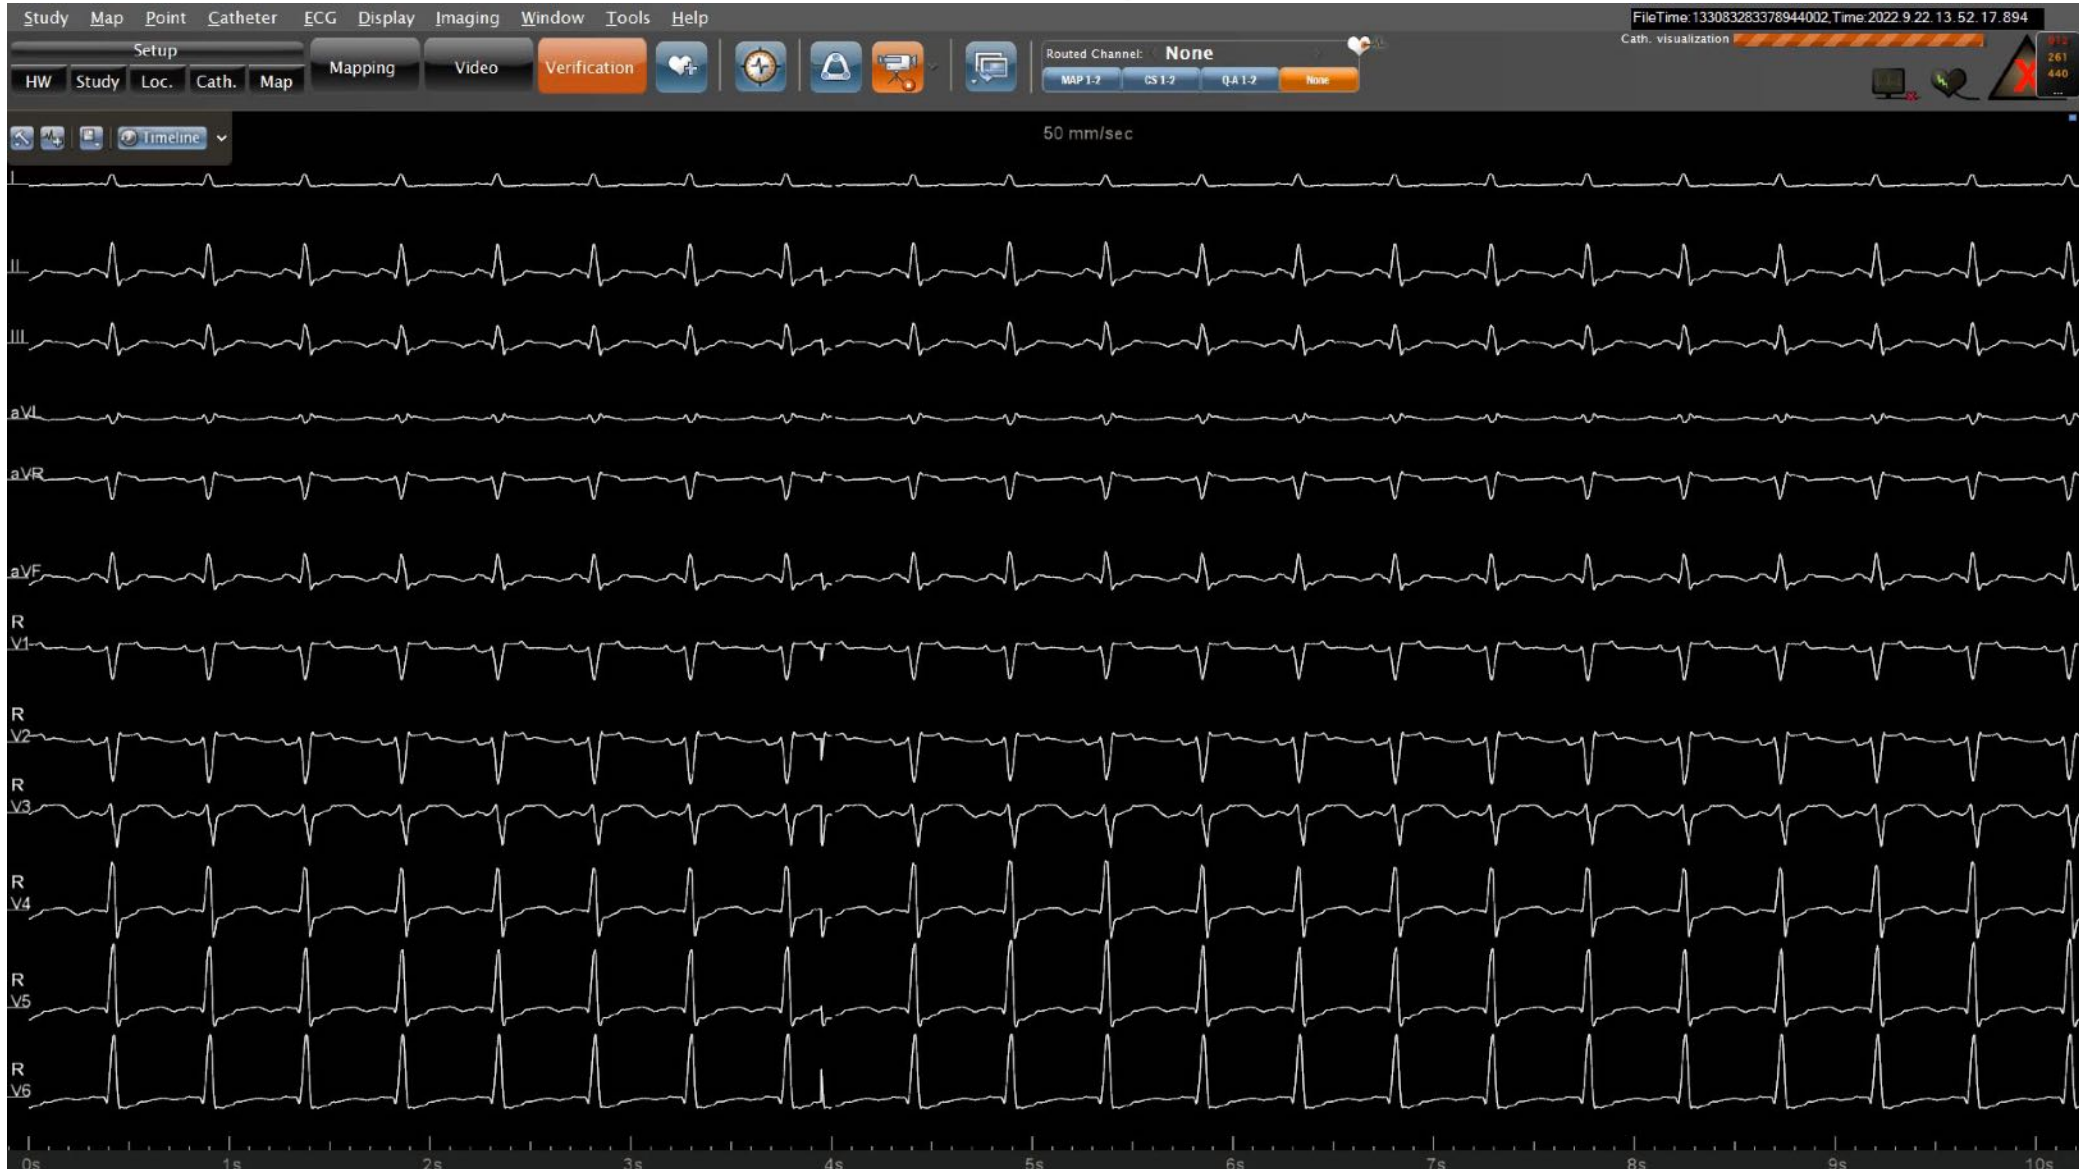 Study Map Point Catheter ECG Display Imaging Window Tools Help
FileTime:133083283378944002,Time:2022.9.22.13.52.17.894
Setup
HW Study Loc. Cath. Map
Mapping Video Verification
Routed Channel: None
MAP 1-2 CS 1-2 Q-A 1-2 None
Cath. visualization
912
261
440
...
Timeline
50 mm/sec
I
II
III
aVL
aVR
aVF
R
V1
R
V2
R
V3
R
V4
R
V5
R
V6
0s 1s 2s 3s 4s 5s 6s 7s 8s 9s 10s